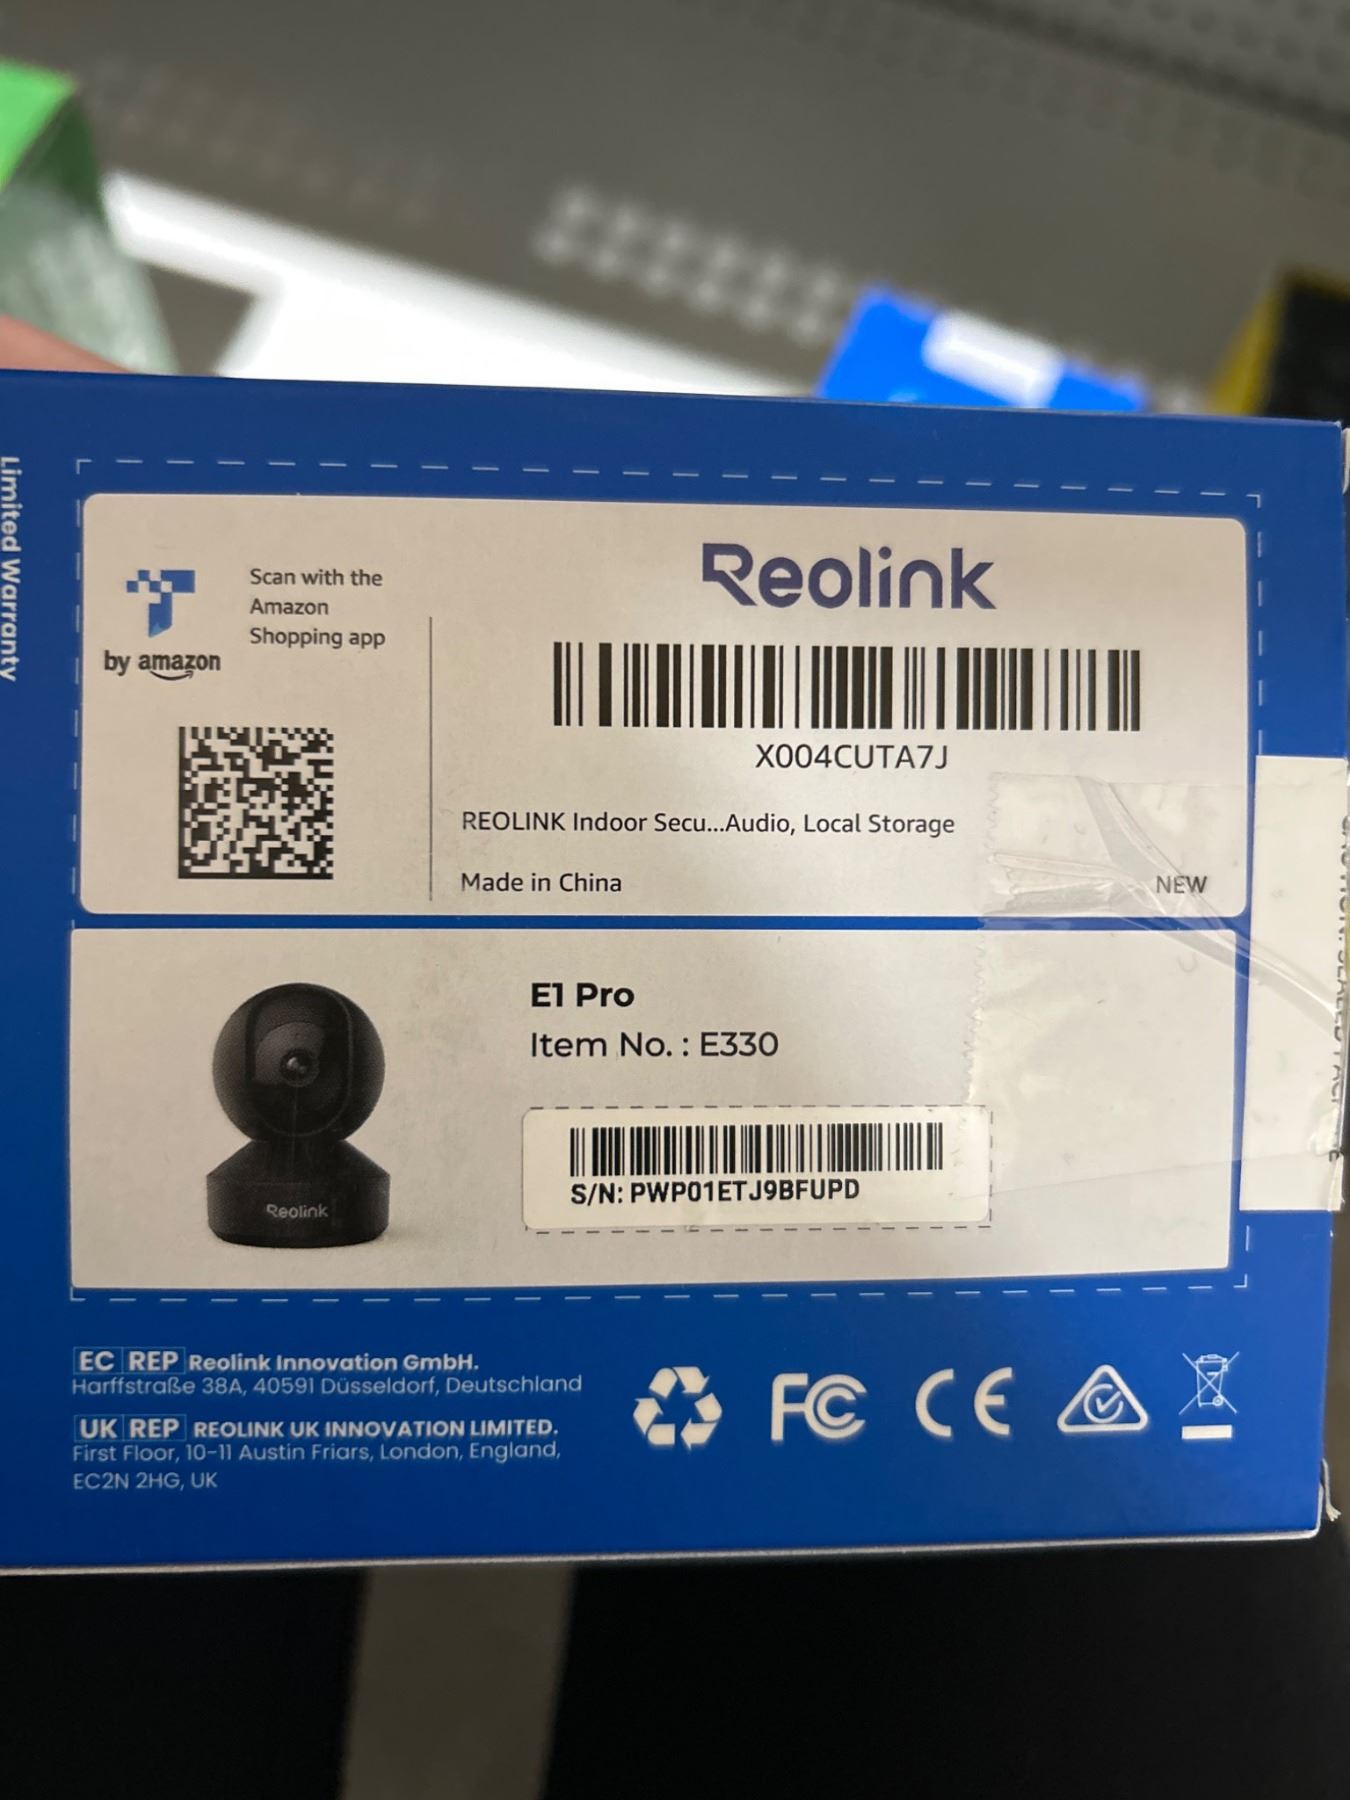 Limited Warranty
Scan with the
Amazon
Shopping app
by amazon
Reolink
X004CUTA7J
REOLINK Indoor Secu...Audio, Local Storage
Made in China
NEW
E1 Pro
Item No. : E330
Reolink
S/N: PWP01ETJ9BFUPD
EC REP Reolink Innovation GmbH.
Harffstraße 38A, 40591 Düsseldorf, Deutschland
UK REP REOLINK UK INNOVATION LIMITED.
First Floor, 10-11 Austin Friars, London, England,
EC2N 2HG, UK
FC CE